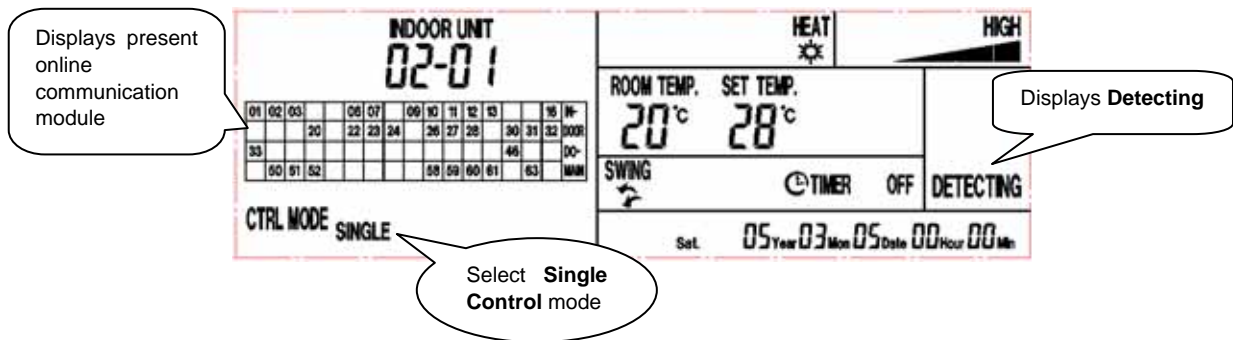 Displays present
online
communication
module
INDOOR UNIT
02-01
01 02 03 06 07 09 10 11 12 13 16 IN-
20 22 23 24 26 27 28 30 31 32 DOOR
33 46 DO-
50 51 52 58 59 60 61 63 MAIN
CTRL MODE SINGLE
Select Single
Control mode
HEAT
HIGH
ROOM TEMP. SET TEMP.
20°C 28°C
SWING
TIMER OFF
DETECTING
Displays Detecting
Sat. 05 Year 03 Mon 05 Date 00 Hour 00 Min